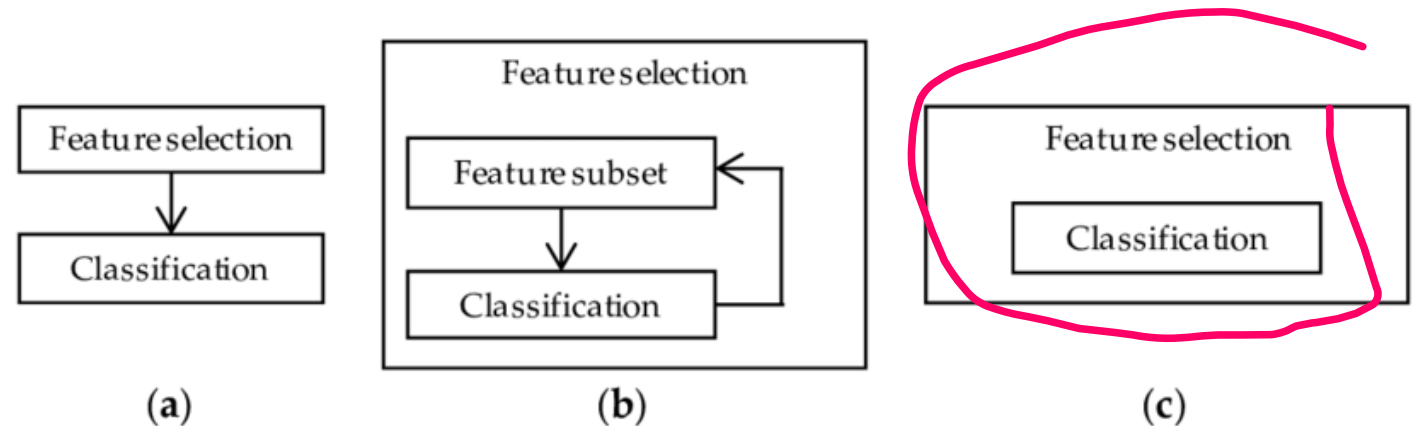 Feature selection
Classification
(a)
Feature selection
Feature subset
Classification
(b)
Feature selection
Classification
(c)